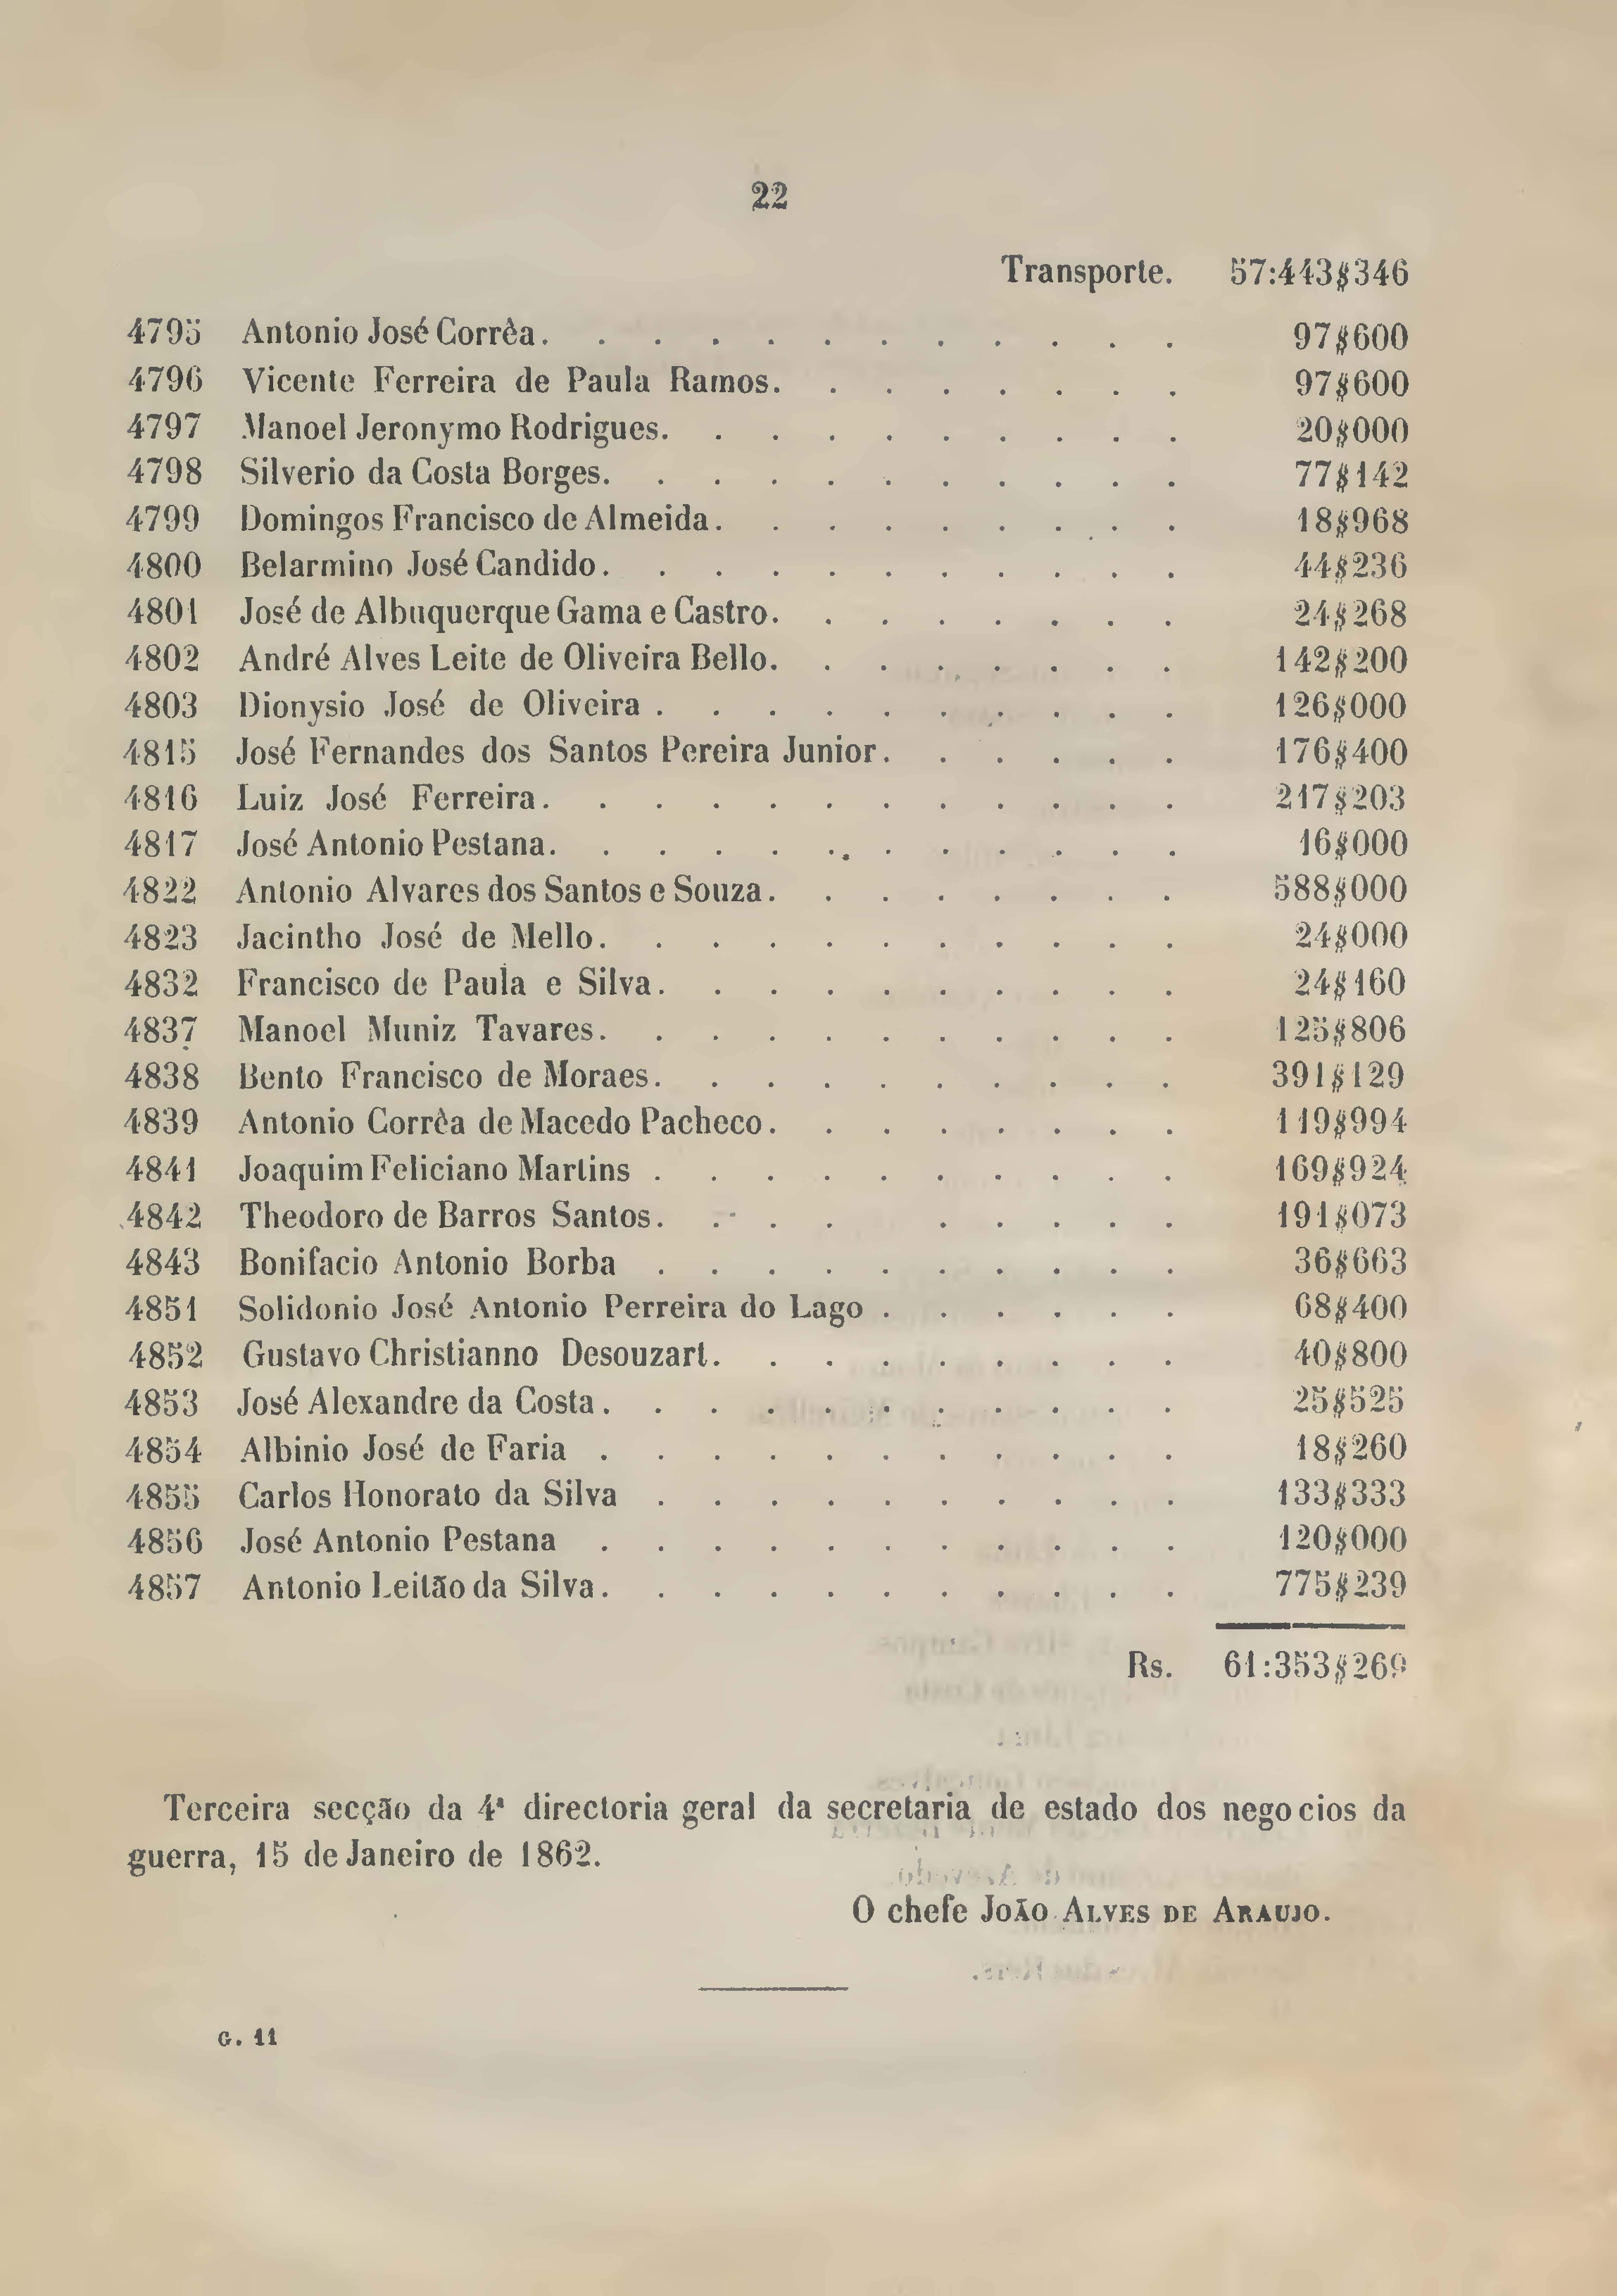 22
Transporte. 57:443$346
4795 Antonio José Corrêa. 97$600
4796 Vicente Ferreira de Paula Ramos. 97$600
4797 Manoel Jeronymo Rodrigues. 20$000
4798 Silverio da Costa Borges. 77$142
4799 Domingos Francisco de Almeida. 18$968
4800 Belarmino José Candido. 44$236
4801 José de Albuquerque Gama e Castro. 24$268
4802 André Alves Leite de Oliveira Bello. 142$200
4803 Dionysio José de Oliveira . 126$000
4815 José Fernandes dos Santos Pereira Junior. 176$400
4816 Luiz José Ferreira. 217$203
4817 José Antonio Pestana. 16$000
4822 Antonio Alvares dos Santos e Souza. 588$000
4823 Jacintho José de Mello. 24$000
4832 Francisco de Paula e Silva. 24$160
4837 Manoel Muniz Tavares. 125$806
4838 Bento Francisco de Moraes. 391$129
4839 Antonio Corrêa de Macedo Pacheco. 119$994
4841 Joaquim Feliciano Martins . 169$924
4842 Theodoro de Barros Santos. 191$073
4843 Bonifacio Antonio Borba . 36$663
4851 Solidonio José Antonio Perreira do Lago . 68$400
4852 Gustavo Christianno Desouzart. 40$800
4853 José Alexandre da Costa. 25$525
4854 Albinio José de Faria . 18$260
4855 Carlos Honorato da Silva . 133$333
4856 José Antonio Pestana . 120$000
4857 Antonio Leitão da Silva. 775$239
Rs. 61:353$269
Terceira secção da 4ª directoria geral da secretaria de estado dos negocios da
guerra, 15 de Janeiro de 1862.
O chefe João Alves de Araujo.
G. 11